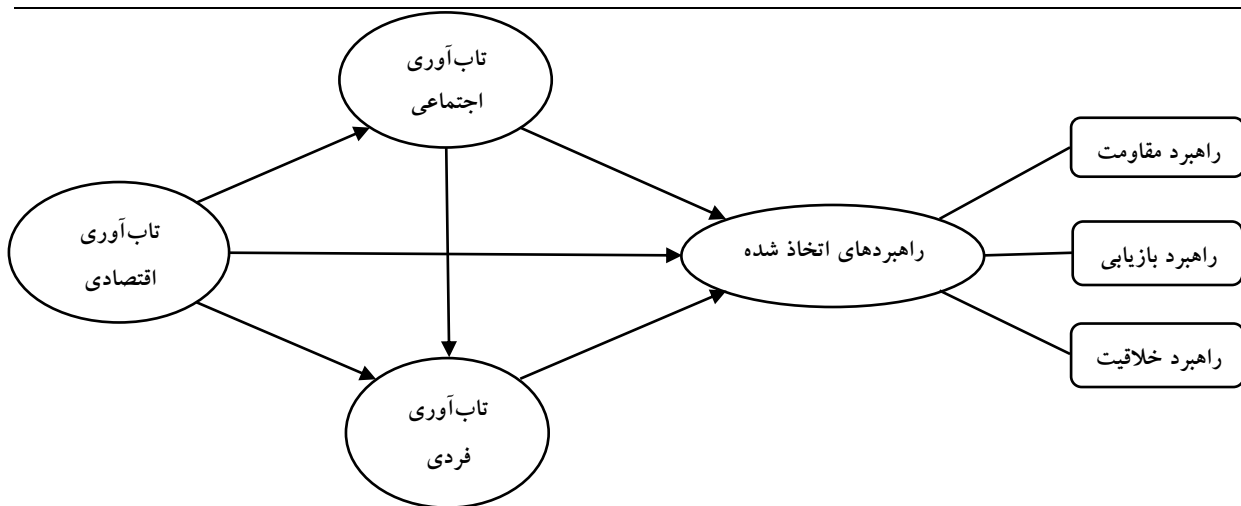 تاب‌آوری
اجتماعی
راهبرد مقاومت
تاب‌آوری
اقتصادی
راهبردهای اتخاذ شده
راهبرد بازیابی
راهبرد خلاقیت
تاب‌آوری
فردی